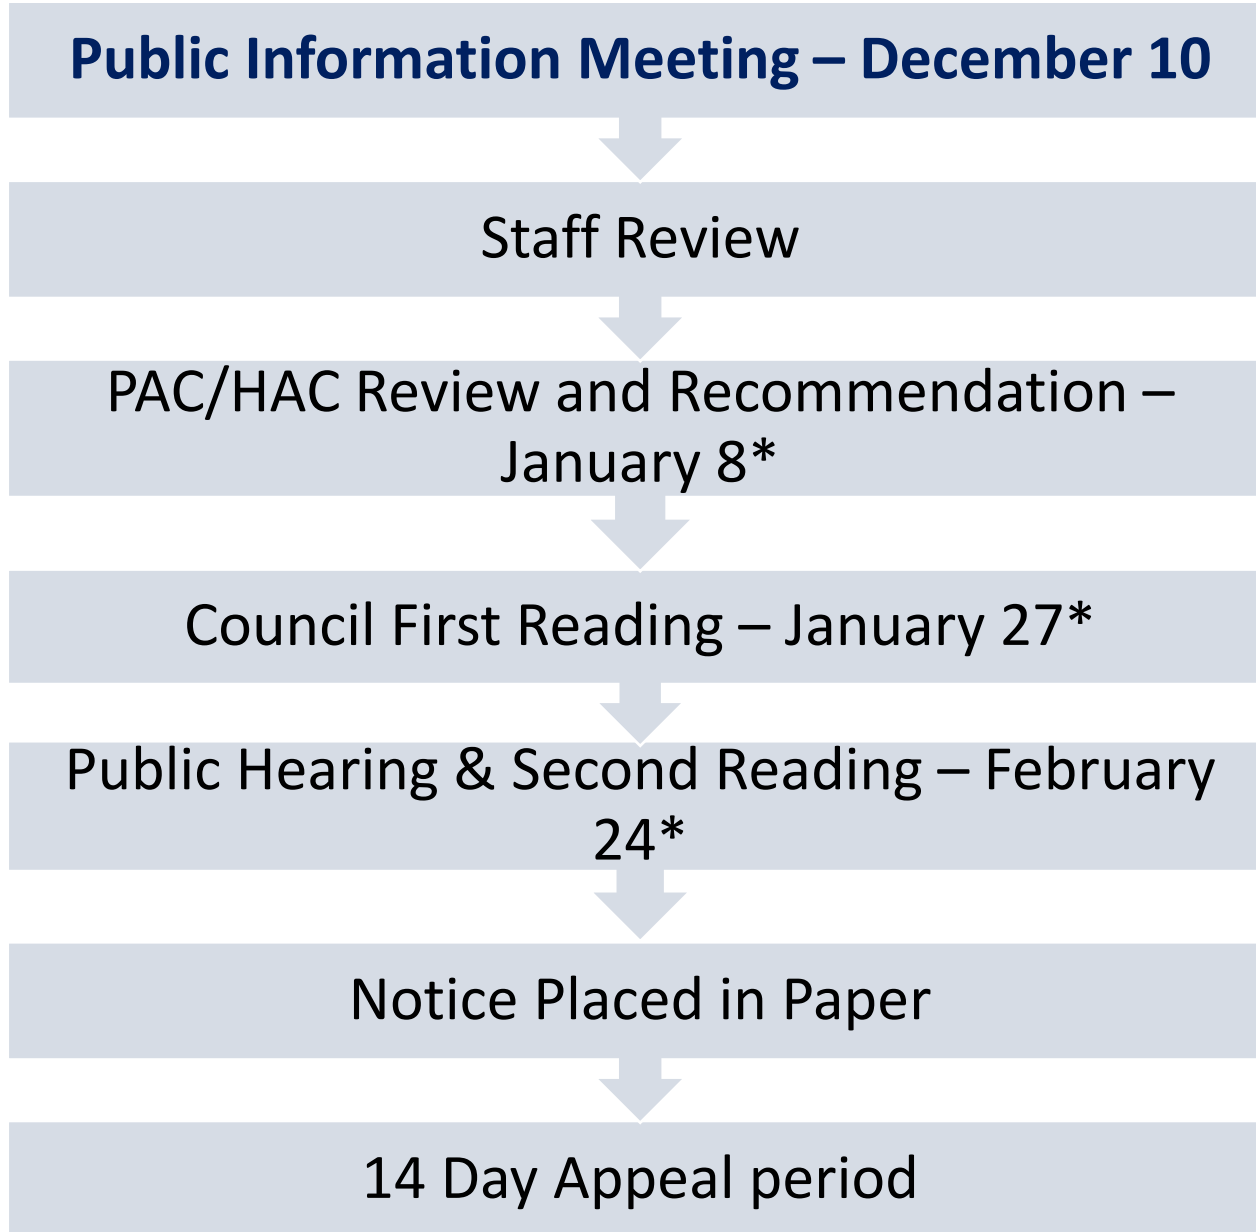 Public Information Meeting – December 10
Staff Review
PAC/HAC Review and Recommendation –
January 8*
Council First Reading – January 27*
Public Hearing & Second Reading – February
24*
Notice Placed in Paper
14 Day Appeal period